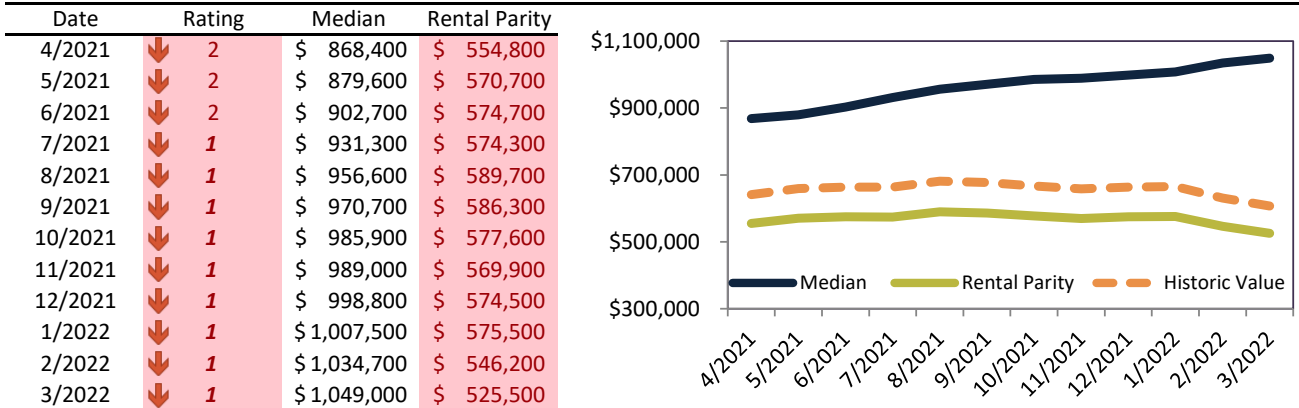 Date Rating Median Rental Parity
4/2021 2 $ 868,400 $ 554,800
5/2021 2 $ 879,600 $ 570,700
6/2021 2 $ 902,700 $ 574,700
7/2021 1 $ 931,300 $ 574,300
8/2021 1 $ 956,600 $ 589,700
9/2021 1 $ 970,700 $ 586,300
10/2021 1 $ 985,900 $ 577,600
11/2021 1 $ 989,000 $ 569,900
12/2021 1 $ 998,800 $ 574,500
1/2022 1 $ 1,007,500 $ 575,500
2/2022 1 $ 1,034,700 $ 546,200
3/2022 1 $ 1,049,000 $ 525,500
$1,100,000
$900,000
$700,000
$500,000
$300,000
Median Rental Parity Historic Value
4/2021 5/2021 6/2021 7/2021 8/2021 9/2021 10/2021 11/2021 12/2021 1/2022 2/2022 3/2022